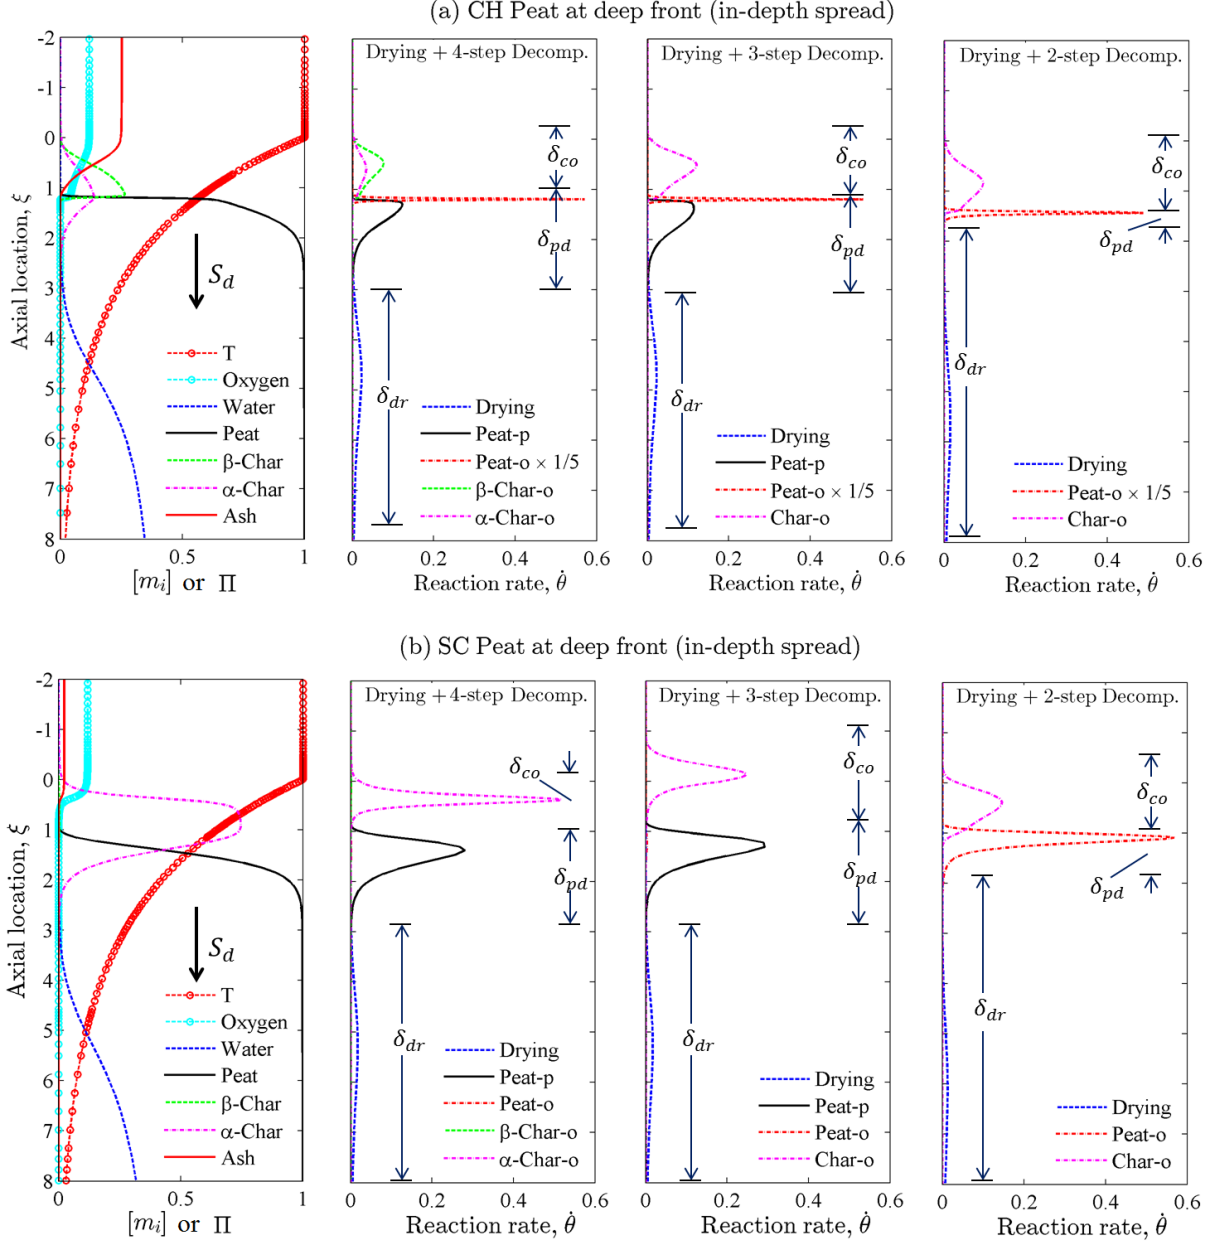 (a) CH Peat at deep front (in-depth spread)
Axial location, ξ
-2
-1
0
1
2
3
4
5
6
7
8
S_d
T
Oxygen
Water
Peat
β-Char
α-Char
Ash
0 0.5 1
[m_i] or Π
Drying + 4-step Decomp.
δ_co
δ_pd
δ_dr
Drying
Peat-p
Peat-o × 1/5
β-Char-o
α-Char-o
0 0.2 0.4 0.6
Reaction rate, θ̇
Drying + 3-step Decomp.
δ_co
δ_pd
δ_dr
Drying
Peat-p
Peat-o × 1/5
Char-o
0 0.2 0.4 0.6
Reaction rate, θ̇
Drying + 2-step Decomp.
δ_co
δ_pd
δ_dr
Drying
Peat-o × 1/5
Char-o
0 0.2 0.4 0.6
Reaction rate, θ̇
(b) SC Peat at deep front (in-depth spread)
Axial location, ξ
-2
-1
0
1
2
3
4
5
6
7
8
S_d
T
Oxygen
Water
Peat
β-Char
α-Char
Ash
0 0.5 1
[m_i] or Π
Drying + 4-step Decomp.
δ_co
δ_pd
δ_dr
Drying
Peat-p
Peat-o
β-Char-o
α-Char-o
0 0.2 0.4 0.6
Reaction rate, θ̇
Drying + 3-step Decomp.
δ_co
δ_pd
δ_dr
Drying
Peat-p
Peat-o
Char-o
0 0.2 0.4 0.6
Reaction rate, θ̇
Drying + 2-step Decomp.
δ_co
δ_pd
δ_dr
Drying
Peat-o
Char-o
0 0.2 0.4 0.6
Reaction rate, θ̇